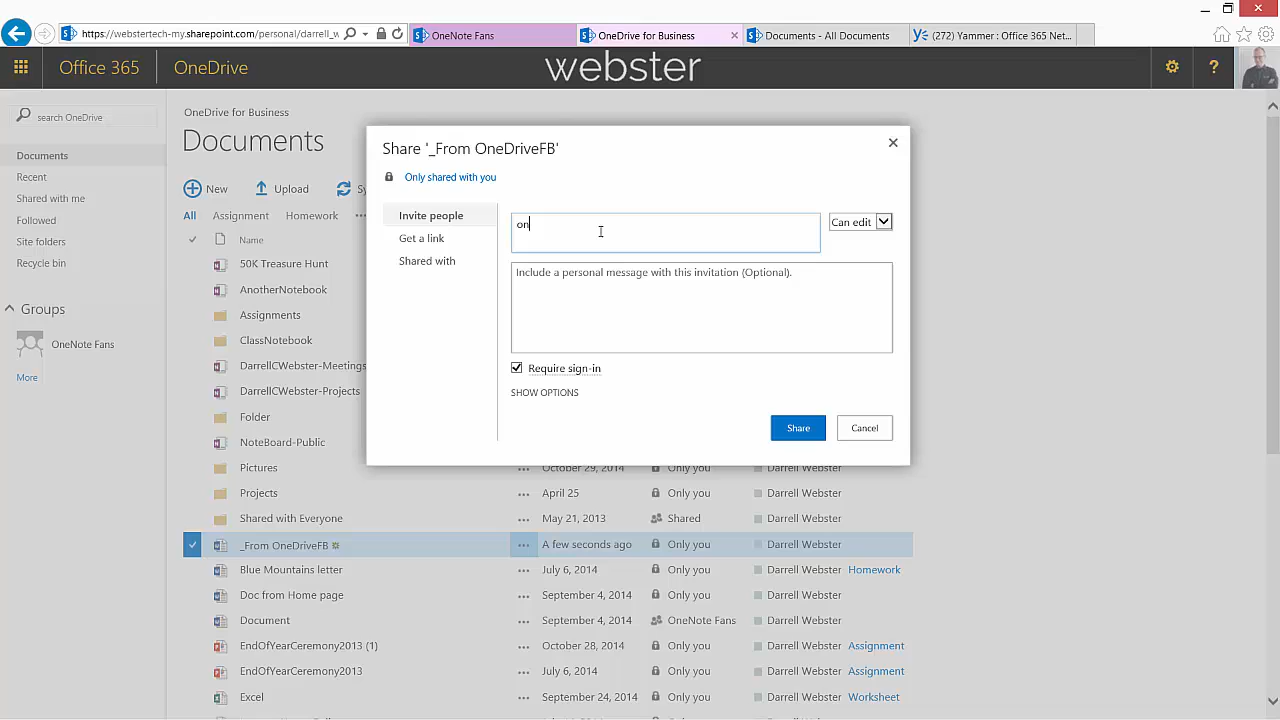 https://webstertech-my.sharepoint.com/personal/darrell_w
OneNote Fans
OneDrive for Business
Documents - All Documents
(272) Yammer : Office 365 Net...
Office 365
OneDrive
webster
?
search OneDrive
Documents
Recent
Shared with me
Followed
Site folders
Recycle bin
Groups
OneNote Fans
More
OneDrive for Business
Documents
New
Upload
Sy
All
Assignment
Homework
Name
50K Treasure Hunt
AnotherNotebook
Assignments
ClassNotebook
DarrellCWebster-Meetings
DarrellCWebster-Projects
Folder
NoteBoard-Public
Pictures October 29, 2014 Only you Darrell Webster
Projects April 25 Only you Darrell Webster
Shared with Everyone May 21, 2013 Shared Darrell Webster
_From OneDriveFB A few seconds ago Only you Darrell Webster
Blue Mountains letter July 6, 2014 Only you Darrell Webster Homework
Doc from Home page September 4, 2014 Only you Darrell Webster
Document September 4, 2014 OneNote Fans Darrell Webster
EndOfYearCeremony2013 (1) October 28, 2014 Only you Darrell Webster Assignment
EndOfYearCeremony2013 July 6, 2014 Only you Darrell Webster Assignment
Excel September 24, 2014 Only you Darrell Webster Worksheet
Share '_From OneDriveFB'
Only shared with you
Invite people
Get a link
Shared with
on
Can edit
Include a personal message with this invitation (Optional).
Require sign-in
SHOW OPTIONS
Share
Cancel